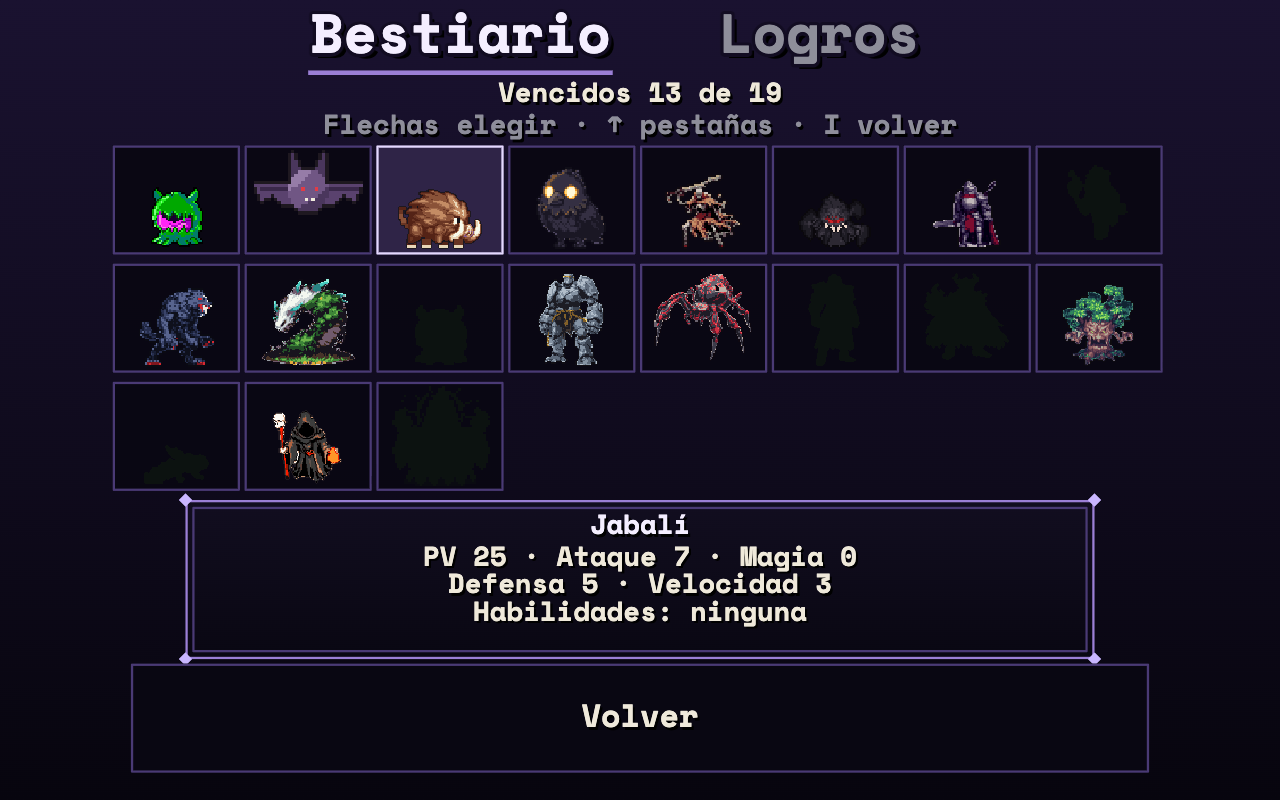 Bestiario Logros
Vencidos 13 de 19
Flechas elegir · ↑ pestañas · I volver
Jabalí
PV 25 · Ataque 7 · Magia 0
Defensa 5 · Velocidad 3
Habilidades: ninguna
Volver